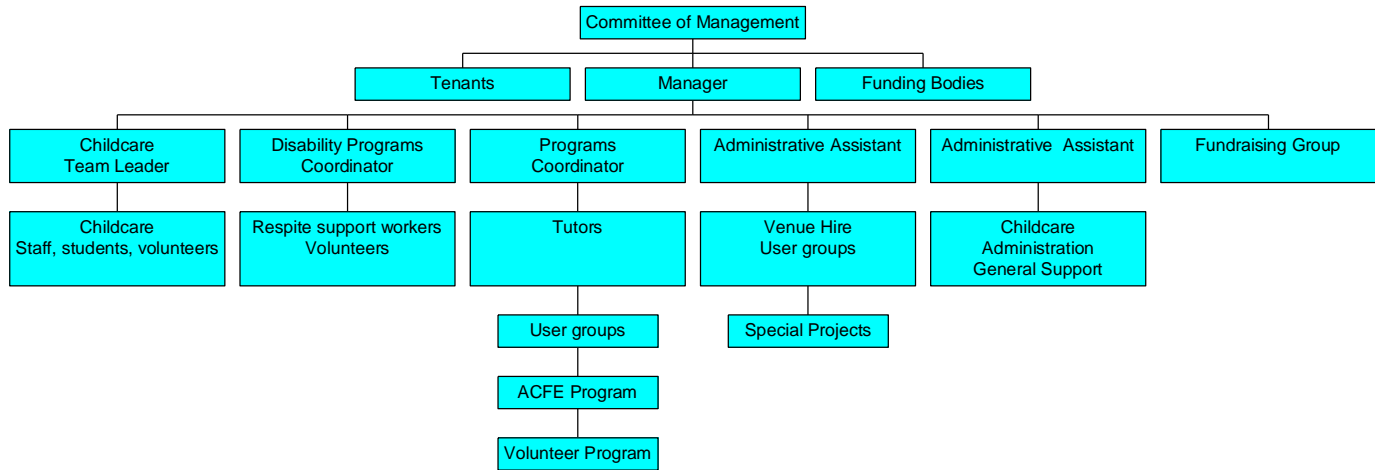 Committee of Management
Tenants
Manager
Funding Bodies
Childcare
Team Leader
Disability Programs
Coordinator
Programs
Coordinator
Administrative Assistant
Administrative Assistant
Fundraising Group
Childcare
Staff, students, volunteers
Respite support workers
Volunteers
Tutors
Venue Hire
User groups
Childcare
Administration
General Support
User groups
Special Projects
ACFE Program
Volunteer Program